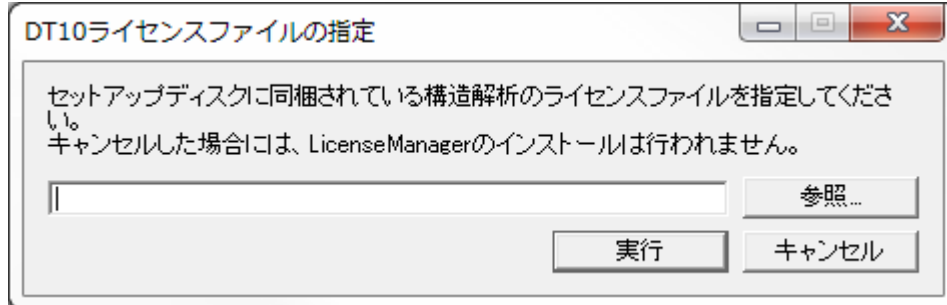 DT10ライセンスファイルの指定
セットアップディスクに同梱されている構造解析のライセンスファイルを指定してくださ
い。
キャンセルした場合には、LicenseManagerのインストールは行われません。
参照...
実行
キャンセル